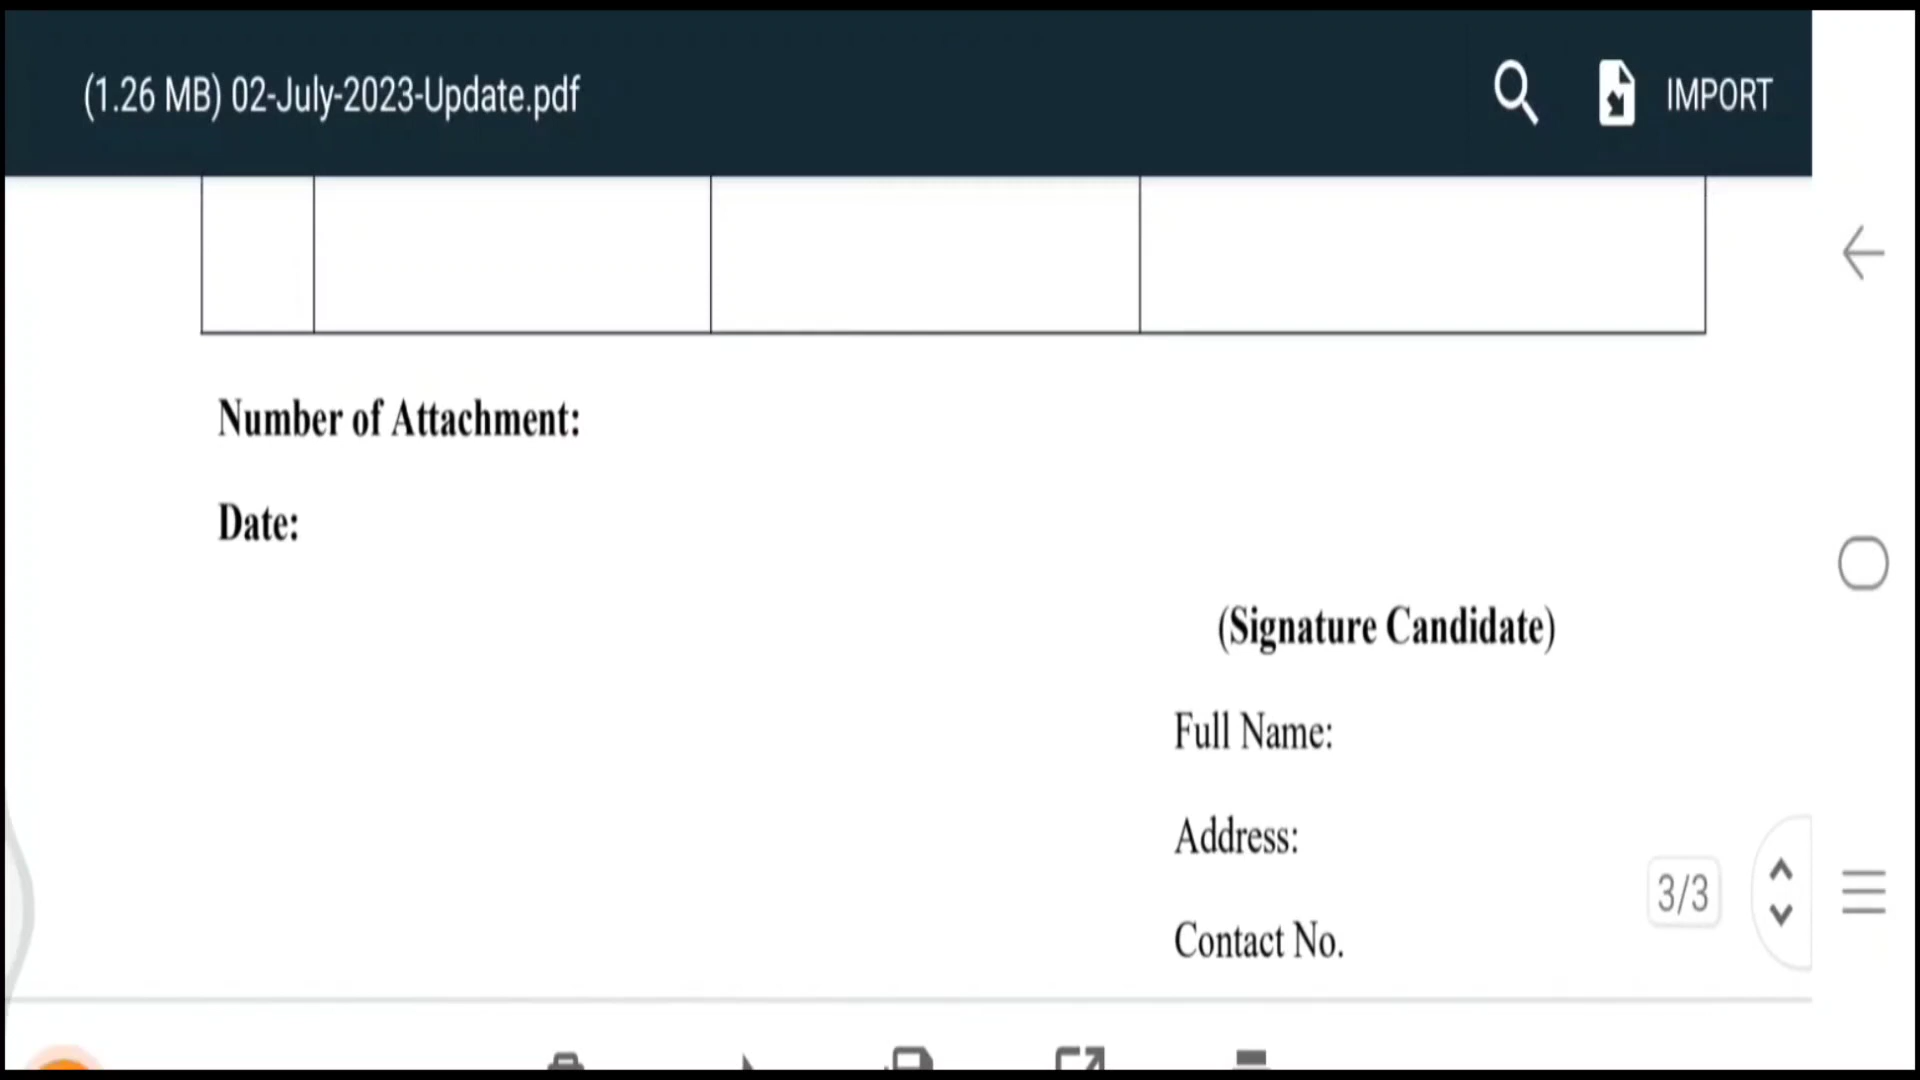 (1.26 MB) 02-July-2023-Update.pdf
IMPORT
Number of Attachment:
Date:
(Signature Candidate)
Full Name:
Address:
3/3
Contact No.